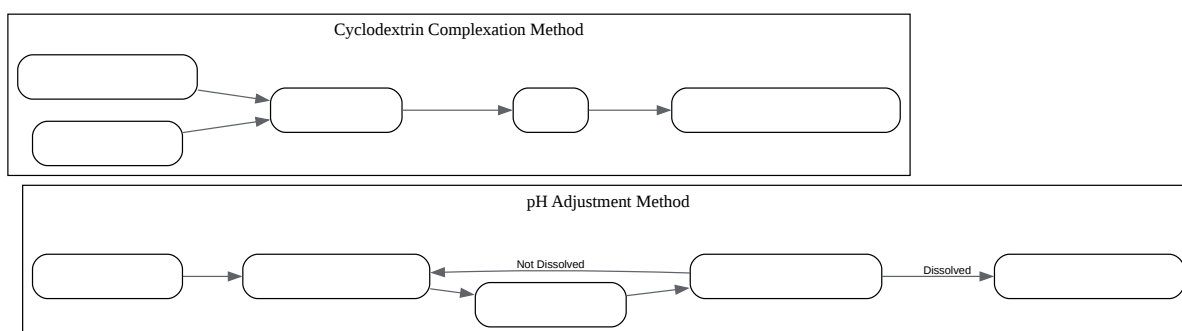 Cyclodextrin Complexation Method
pH Adjustment Method
Not Dissolved
Dissolved